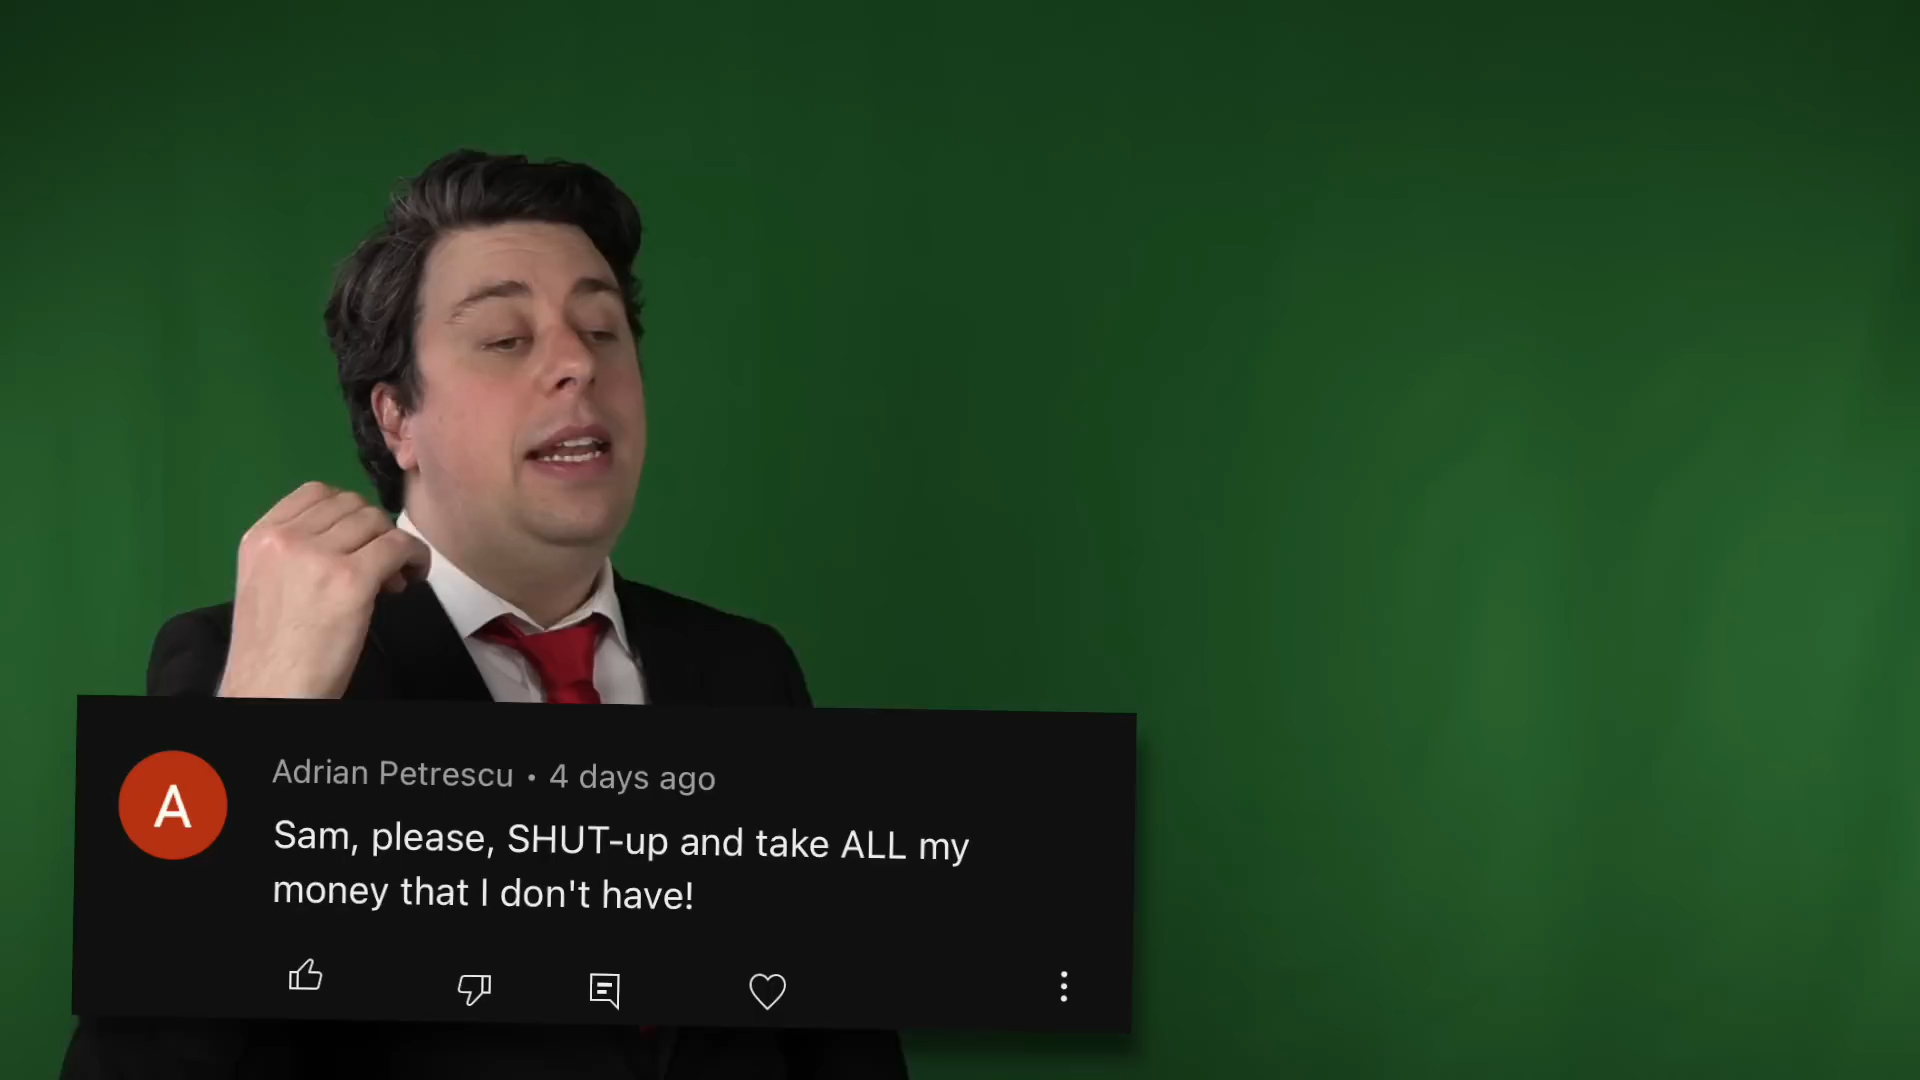 A
Adrian Petrescu • 4 days ago
Sam, please, SHUT-up and take ALL my
money that I don't have!